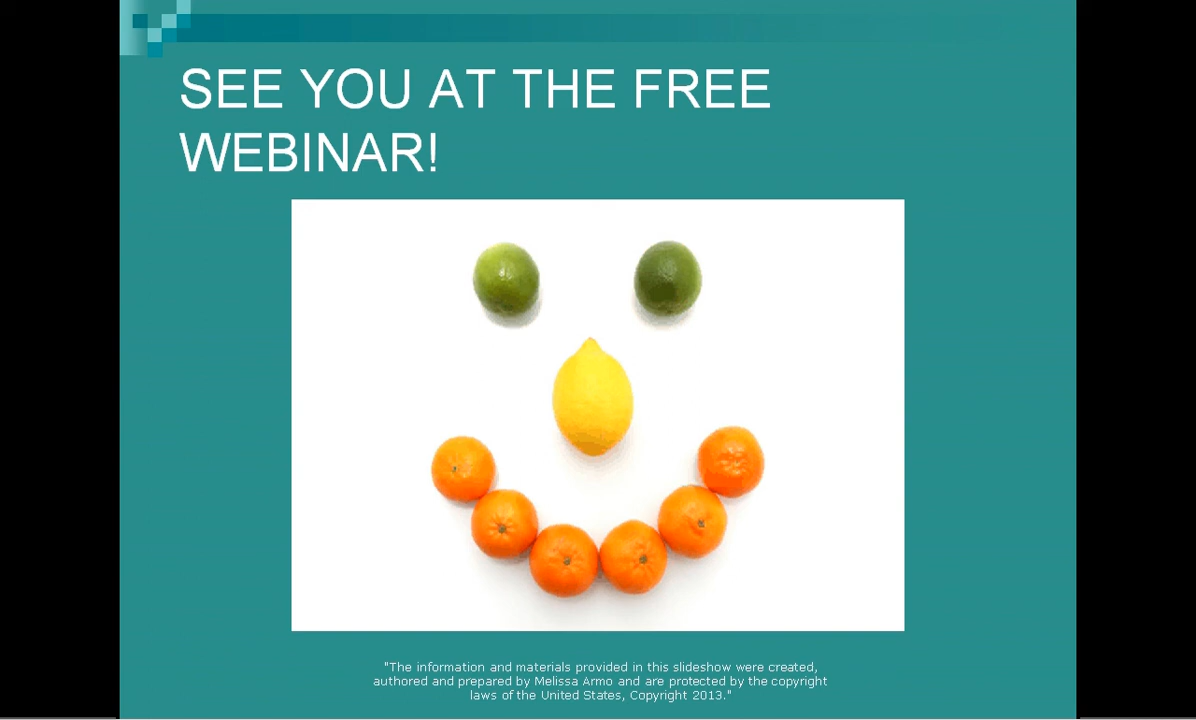 SEE YOU AT THE FREE
WEBINAR!
"The information and materials provided in this slideshow were created,
authored and prepared by Melissa Armo and are protected by the copyright
laws of the United States, Copyright 2013."